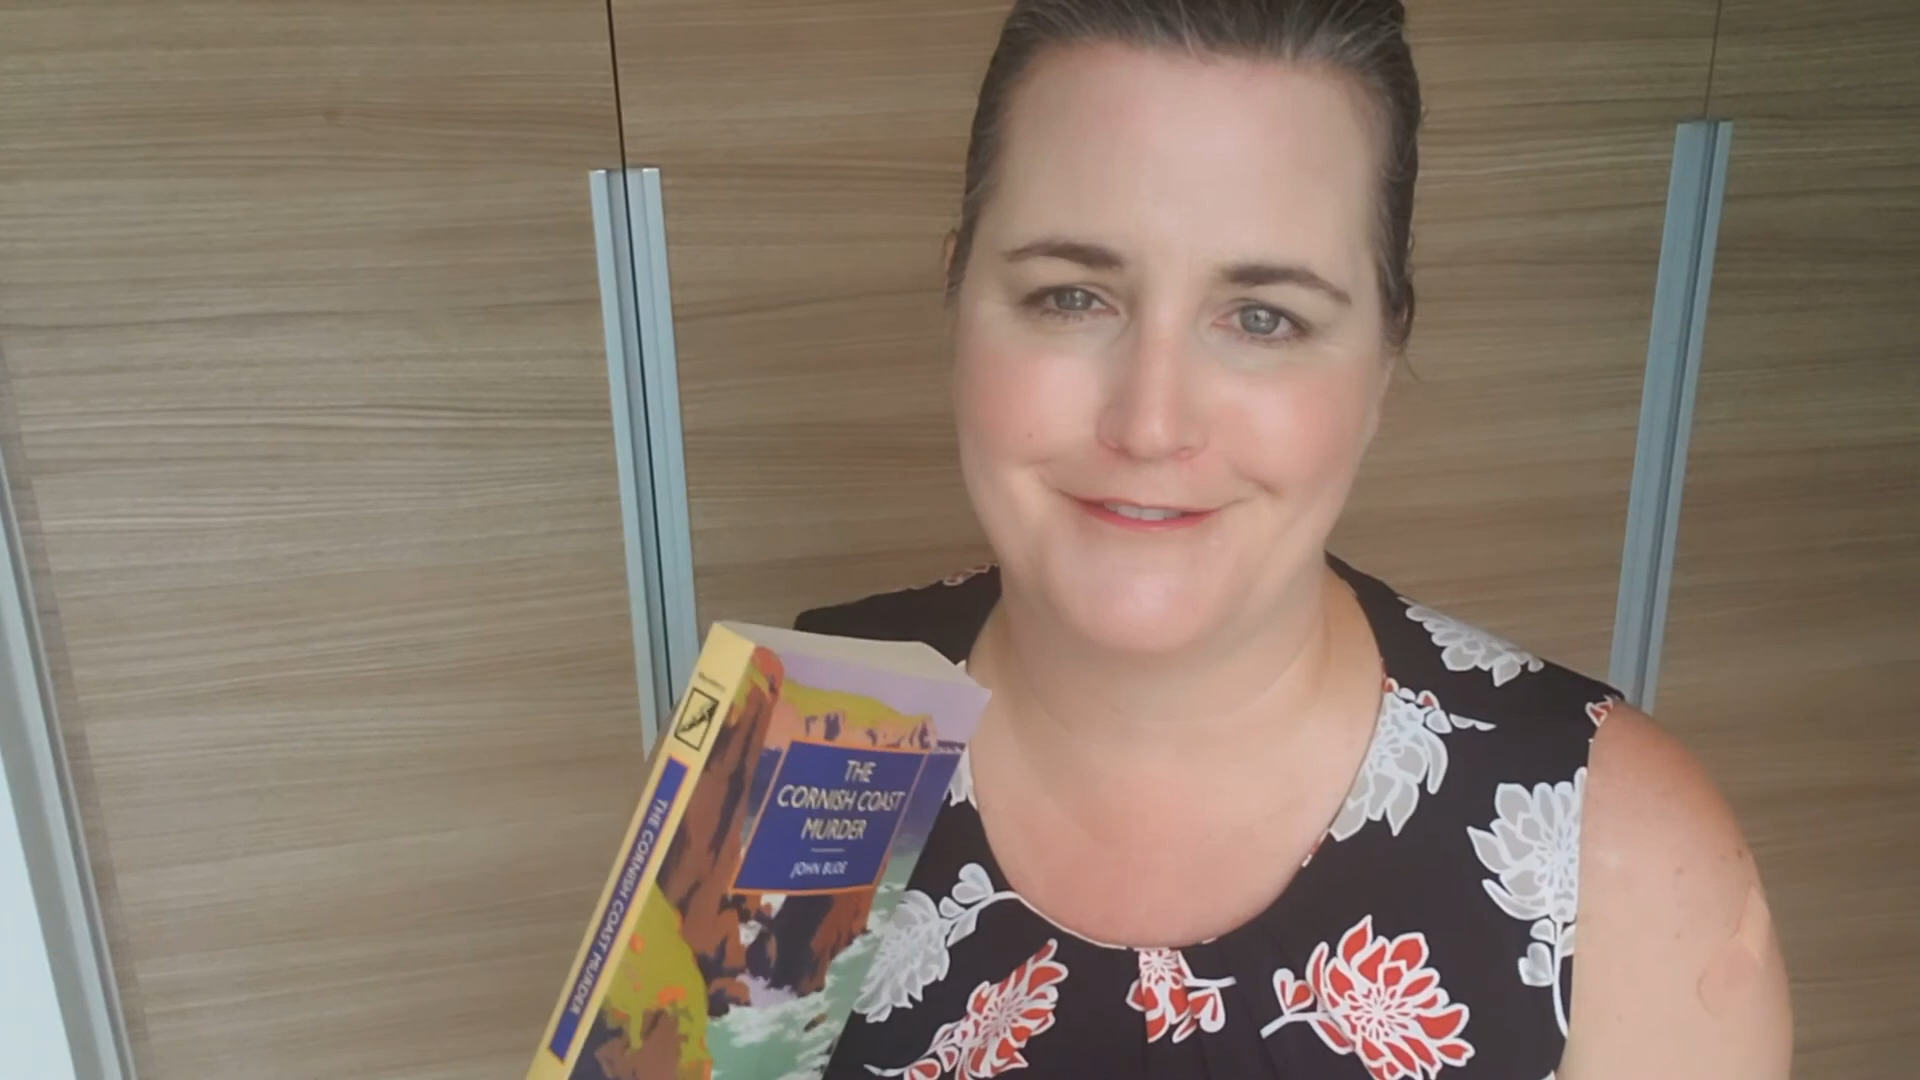 THE
CORNISH COAST
MURDER
JOHN BUDE
THE CORNISH COAST MURDER